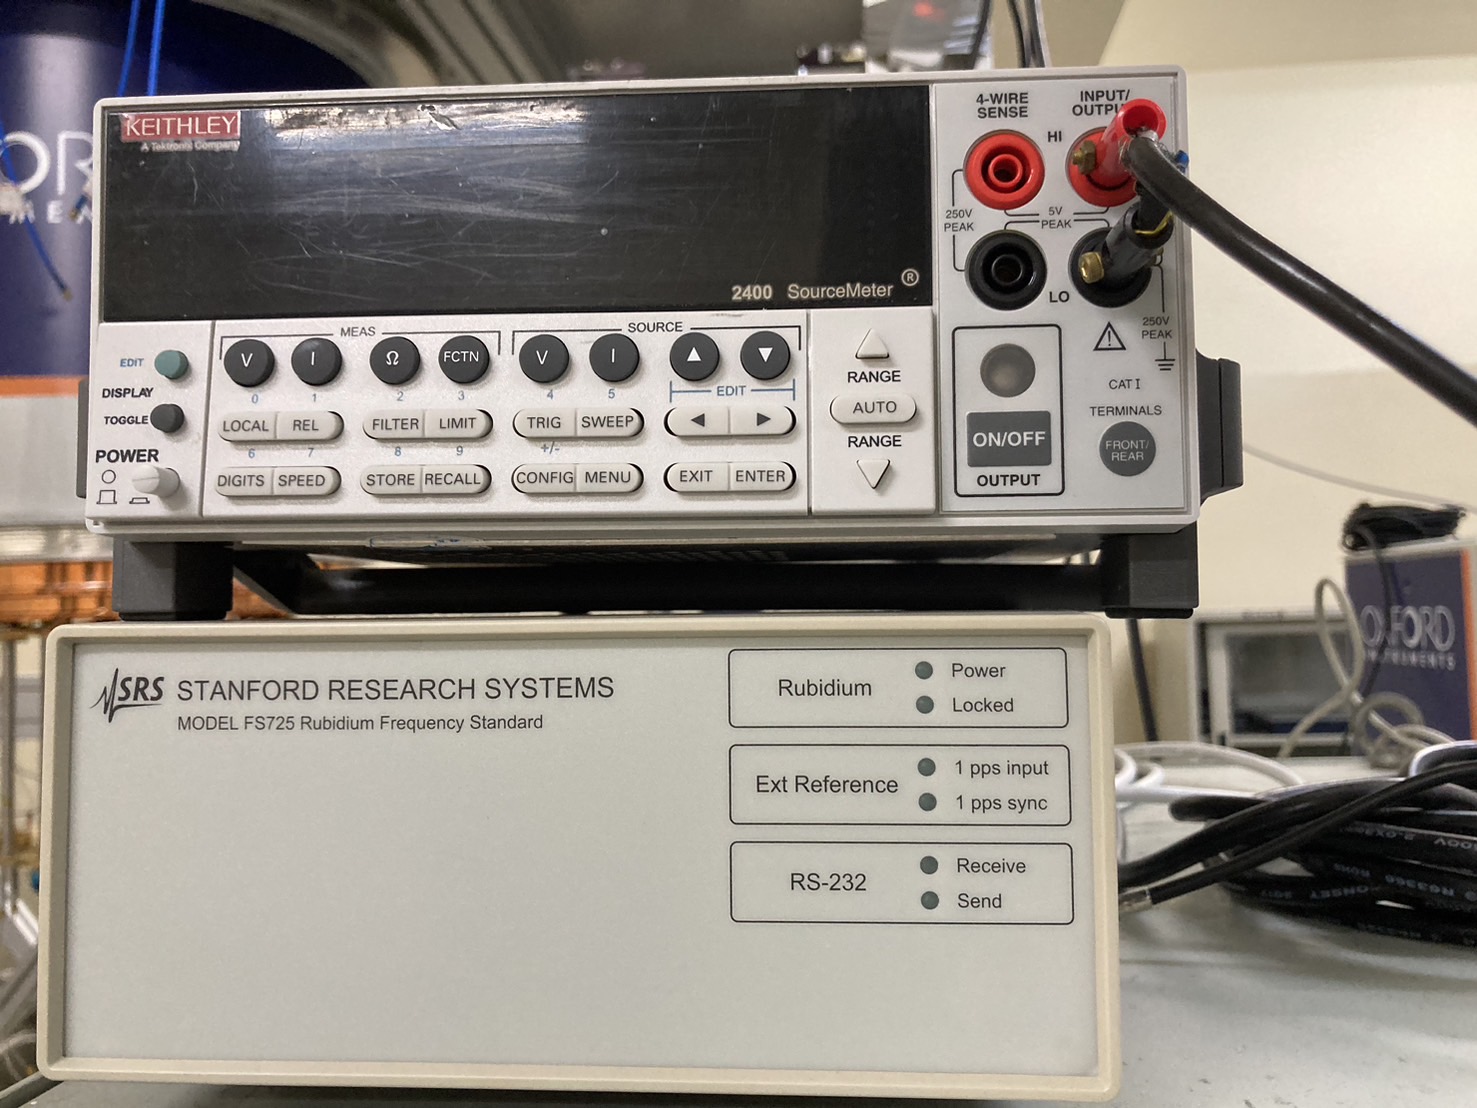 KEITHLEY
A Tektronix Company
2400 SourceMeter ®
4-WIRE SENSE
INPUT/
HI
250V PEAK
5V PEAK
LO
250V PEAK
CAT I
TERMINALS
FRONT/ REAR
ON/OFF
OUTPUT
EDIT
DISPLAY
TOGGLE
POWER
MEAS
V I Ω FCTN
0 1 2 3
LOCAL REL FILTER LIMIT
6 7 8 9
DIGITS SPEED STORE RECALL
SOURCE
V I ▲ ▼
4 5 EDIT
TRIG SWEEP ◀ ▶
+/-
CONFIG MENU EXIT ENTER
RANGE
AUTO
RANGE
SRS STANFORD RESEARCH SYSTEMS
MODEL FS725 Rubidium Frequency Standard
Rubidium
Power
Locked
Ext Reference
1 pps input
1 pps sync
RS-232
Receive
Send
OXFORD
INSTRUMENTS